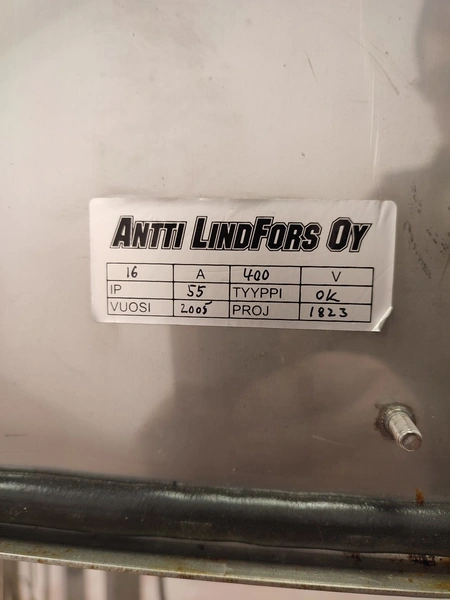 ANTTI LINDFORS OY
16 A 400 V
IP 55 TYYPPI OK
VUOSI 2005 PROJ 1823